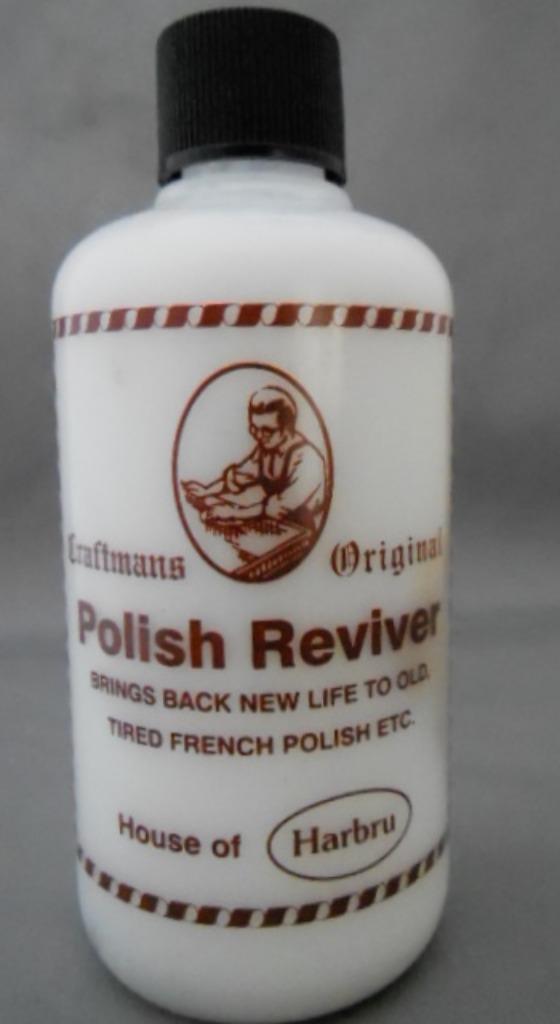 Craftmans Original
Polish Reviver
BRINGS BACK NEW LIFE TO OLD,
TIRED FRENCH POLISH ETC.
House of Harbru